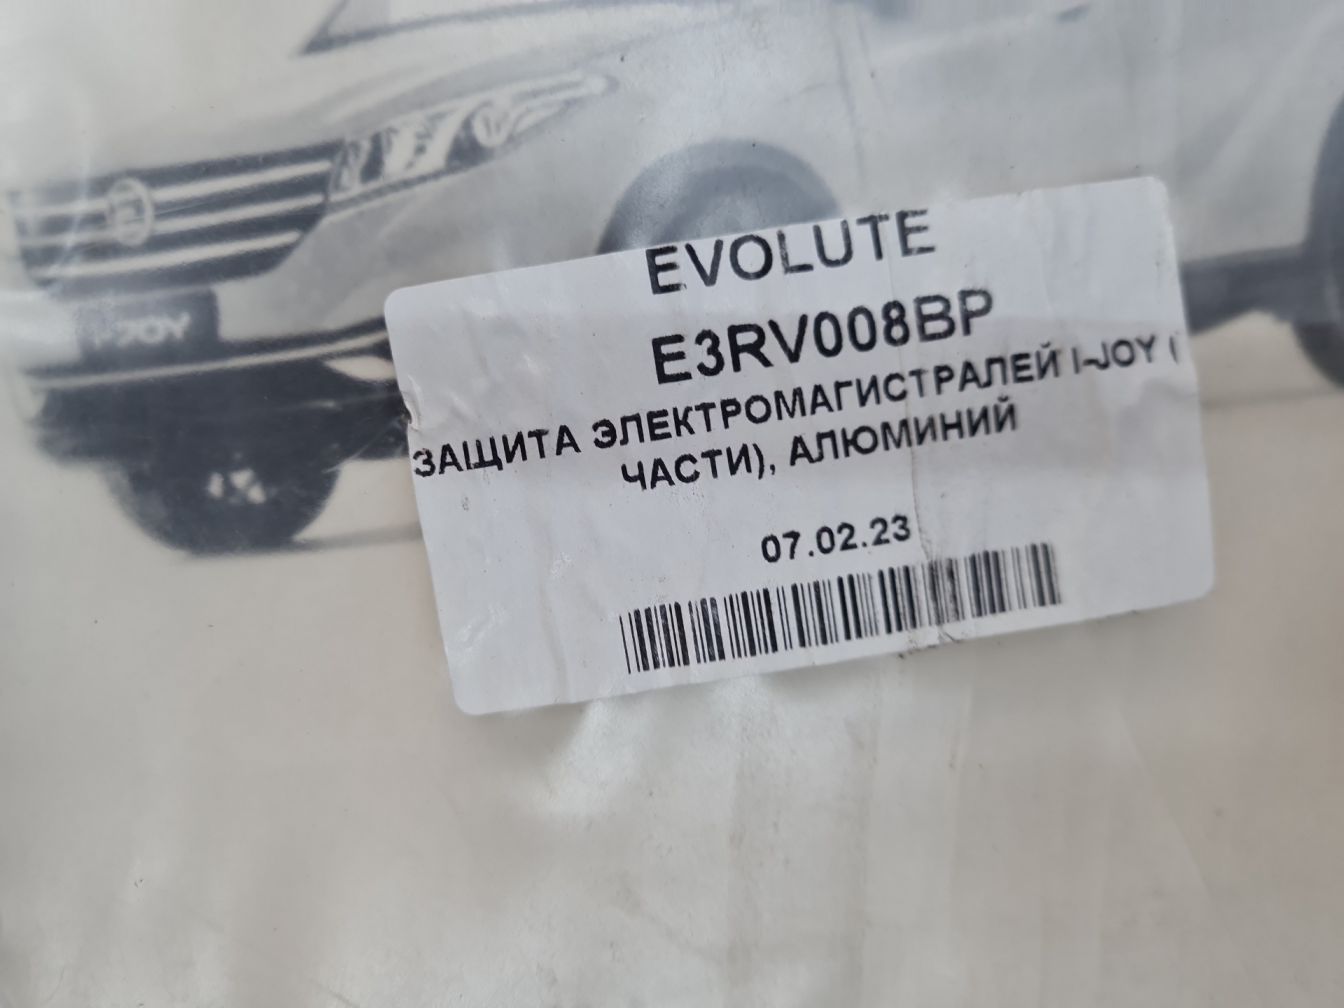 EVOLUTE
E3RV008BP
ЗАЩИТА ЭЛЕКТРОМАГИСТРАЛЕЙ I-JOY (
ЧАСТИ), АЛЮМИНИЙ
07.02.23